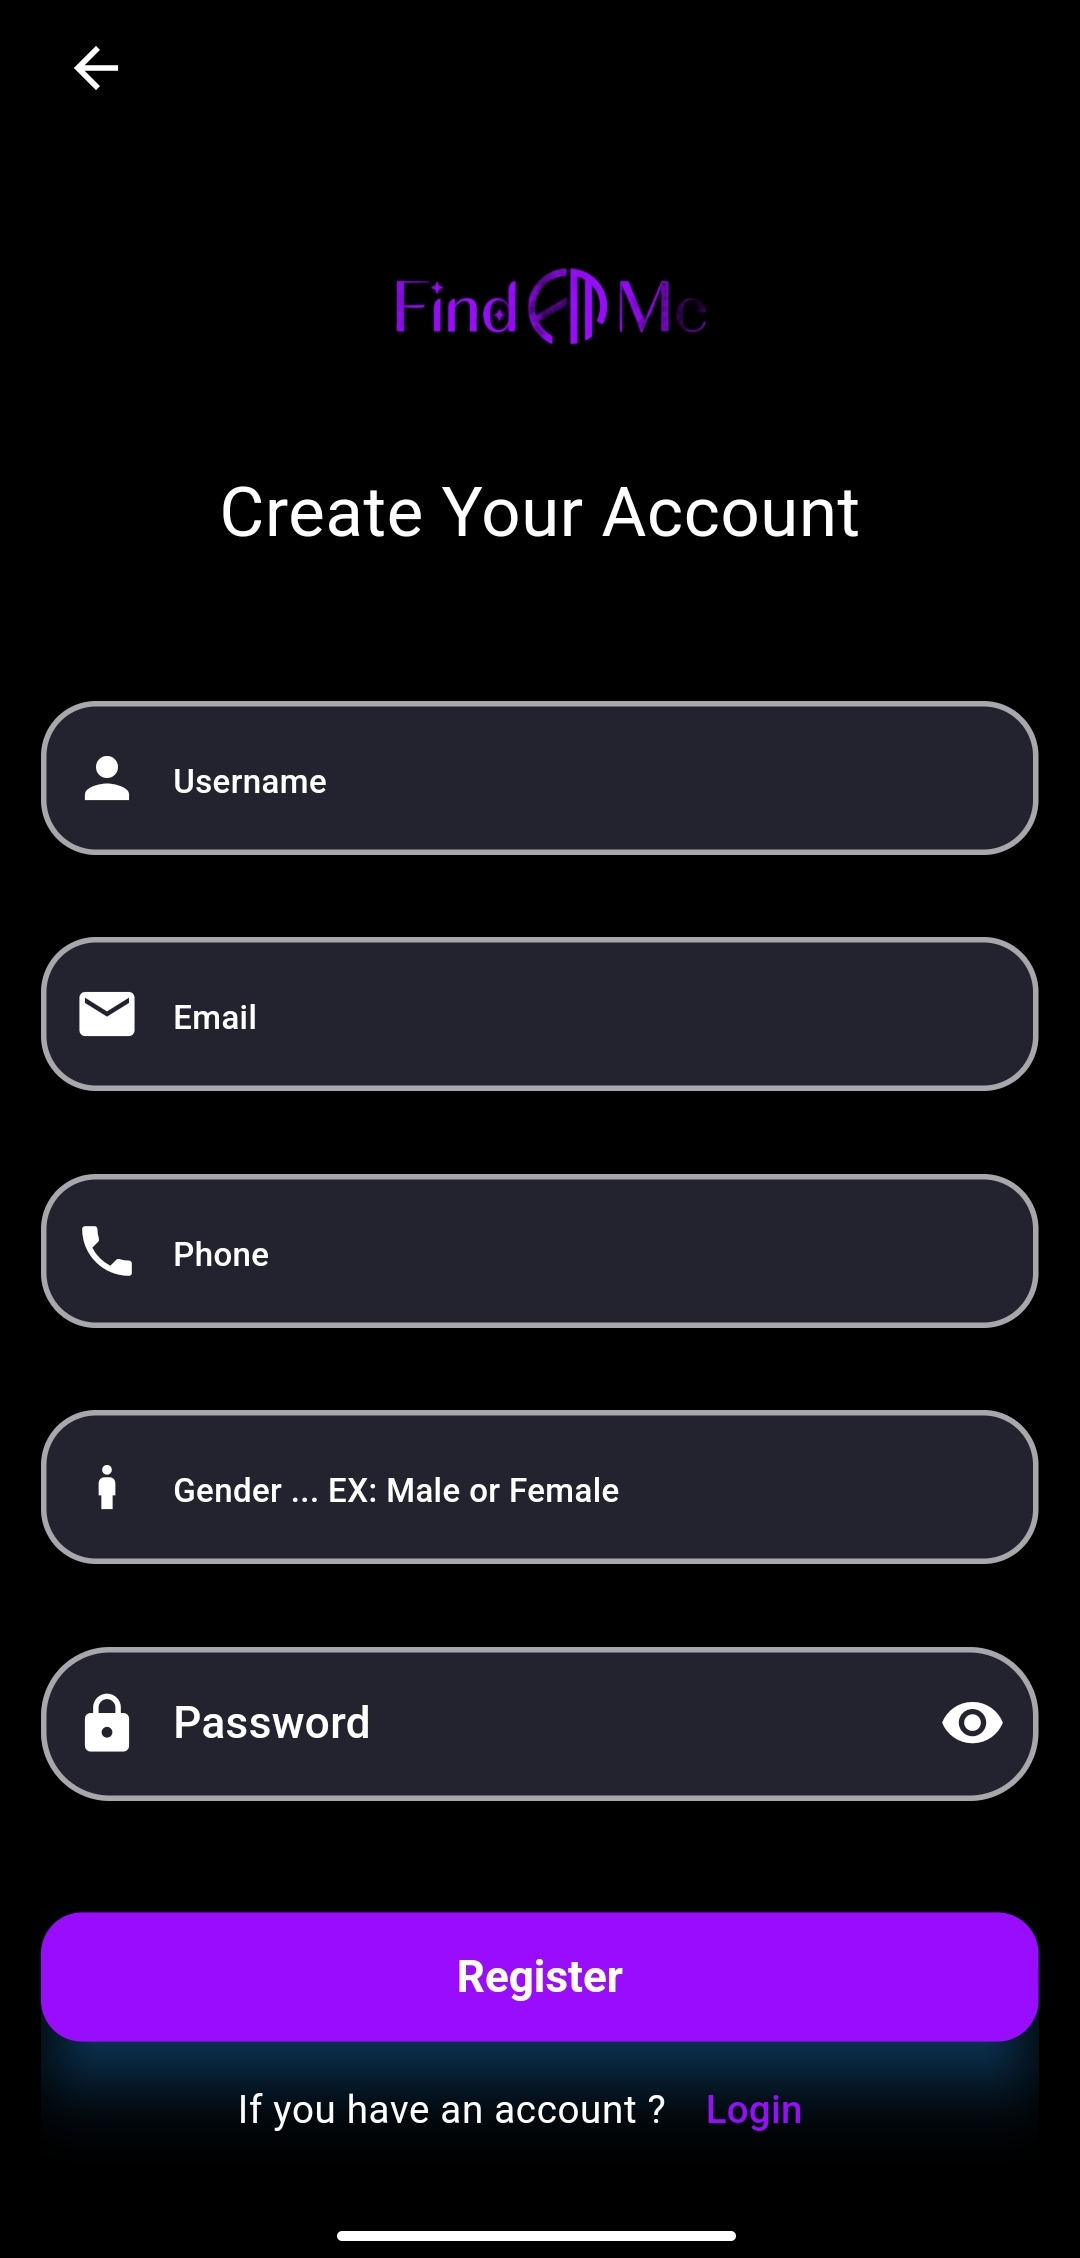 Find Me
Create Your Account
Username
Email
Phone
Gender ... EX: Male or Female
Password
Register
If you have an account ? Login